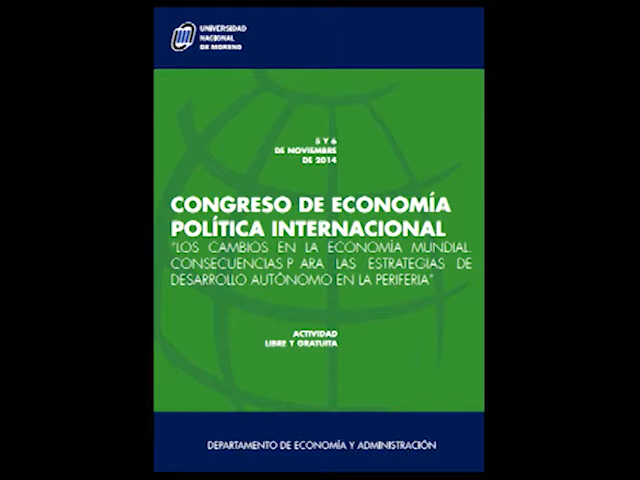 UNIVERSIDAD
NACIONAL
DE MORENO
5 Y 6
DE NOVIEMBRE
DE 2014
CONGRESO DE ECONOMÍA
POLÍTICA INTERNACIONAL
"LOS CAMBIOS EN LA ECONOMÍA MUNDIAL.
CONSECUENCIAS P ARA LAS ESTRATEGIAS DE
DESARROLLO AUTÓNOMO EN LA PERIFERIA"
ACTIVIDAD
LIBRE Y GRATUITA
DEPARTAMENTO DE ECONOMÍA Y ADMINISTRACIÓN